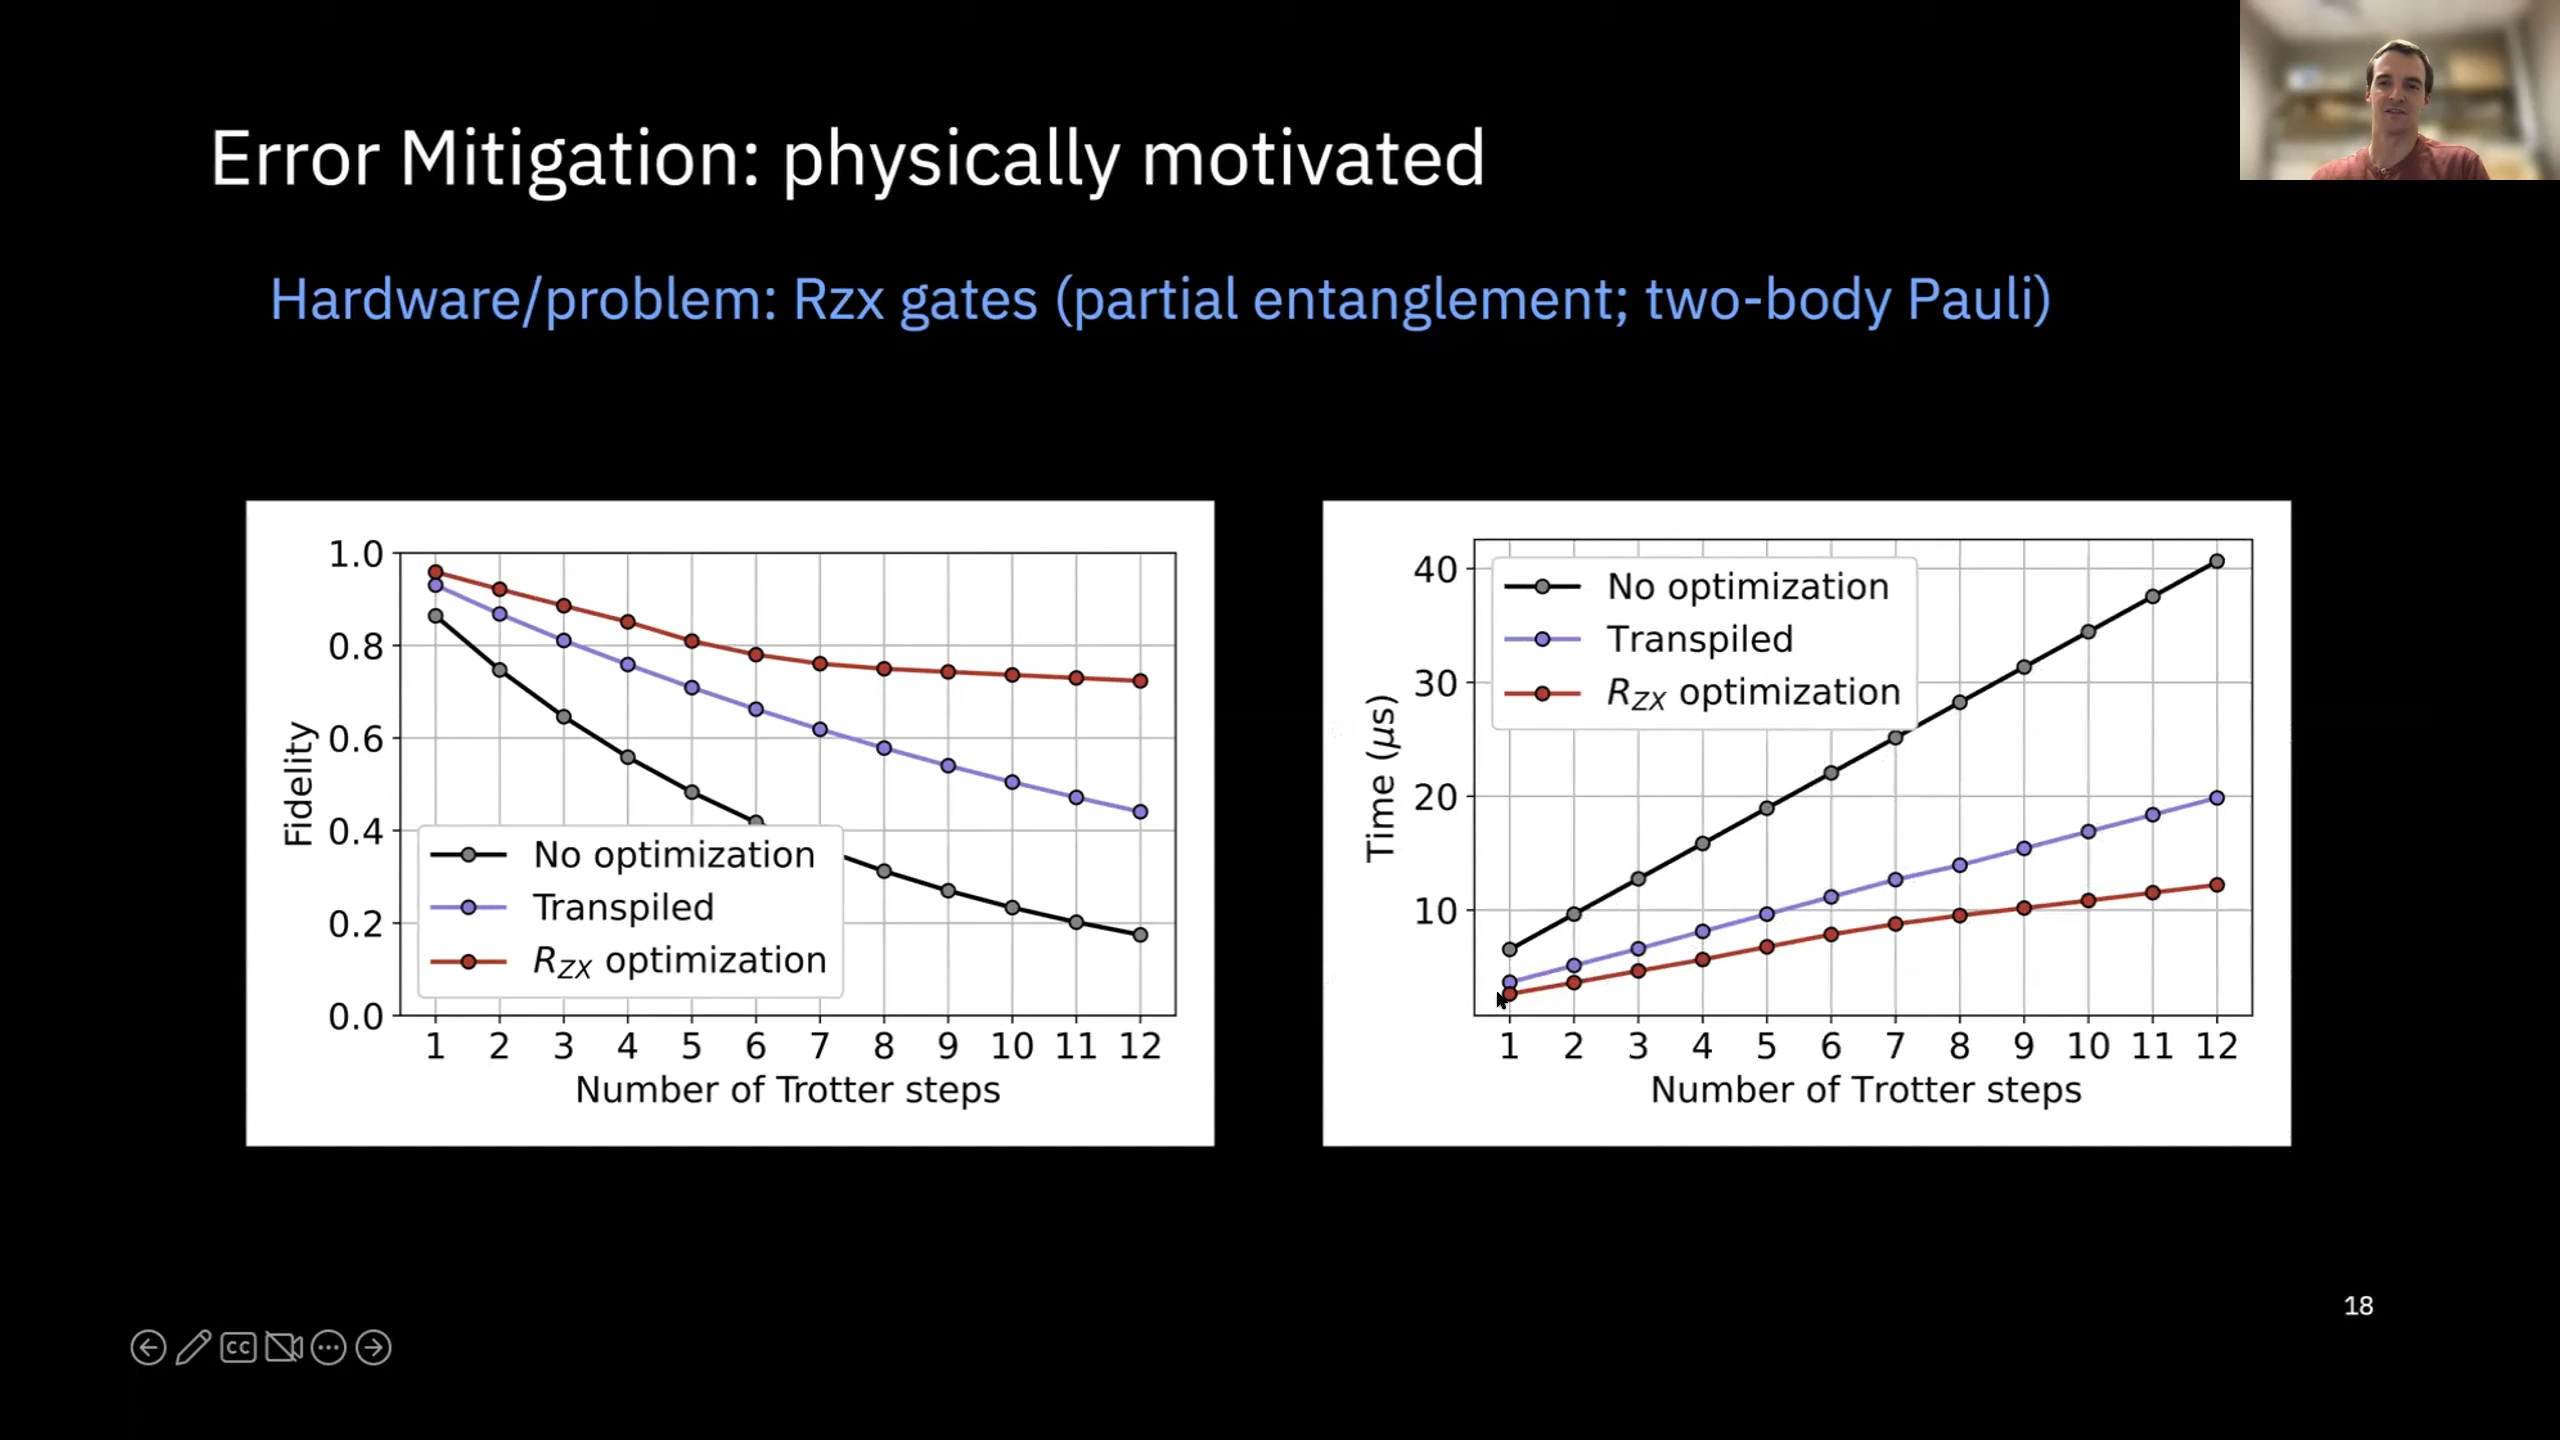 Error Mitigation: physically motivated
Hardware/problem: Rzx gates (partial entanglement; two-body Pauli)
1.0
0.8
0.6
0.4
0.2
0.0
Fidelity
No optimization
Transpiled
R_ZX optimization
1 2 3 4 5 6 7 8 9 10 11 12
Number of Trotter steps
40
30
20
10
Time (μs)
No optimization
Transpiled
R_ZX optimization
1 2 3 4 5 6 7 8 9 10 11 12
Number of Trotter steps
18
CC